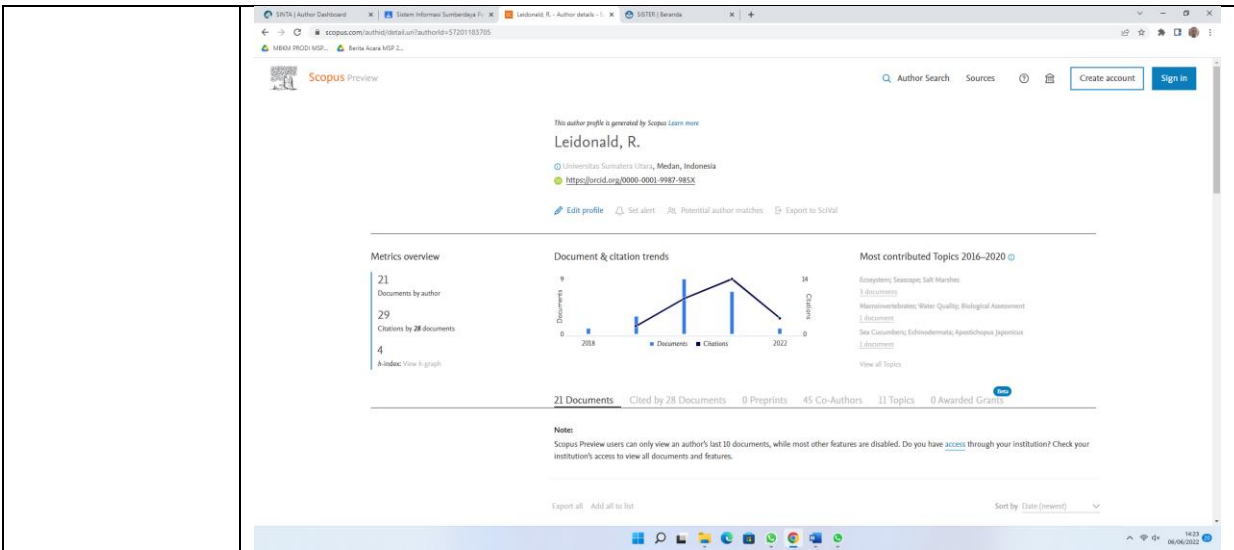 SINTA | Author Dashboard
Sistem Informasi Sumberdaya
Leidonald, R. - Author details -
SISTER | Beranda
scopus.com/authid/detail.uri?authorId=57201183705
MBKM PRODI MSP...
Berita Acara MSP 2...
Scopus Preview
Author Search Sources
Create account
Sign in
This author profile is generated by Scopus Learn more
Leidonald, R.
Universitas Sumatera Utara, Medan, Indonesia
https://orcid.org/0000-0001-9987-985X
Edit profile Set alert Potential author matches Export to SciVal
Metrics overview
21
Documents by author
29
Citations by 28 documents
4
h-index: View h-graph
Document & citation trends
9
14
Documents
Citations
0
0
2018
2022
Documents Citations
Most contributed Topics 2016–2020
Ecosystem; Seascape; Salt Marshes
3 documents
Macroinvertebrates; Water Quality; Biological Assessment
1 document
Sea Cucumbers; Echinodermata; Apostichopus Japonicus
1 document
View all Topics
Beta
21 Documents Cited by 28 Documents 0 Preprints 45 Co-Authors 11 Topics 0 Awarded Grants
Note:
Scopus Preview users can only view an author's last 10 documents, while most other features are disabled. Do you have access through your institution? Check your
institution's access to view all documents and features.
Export all Add all to list
Sort by Date (newest)
14:23
06/06/2022